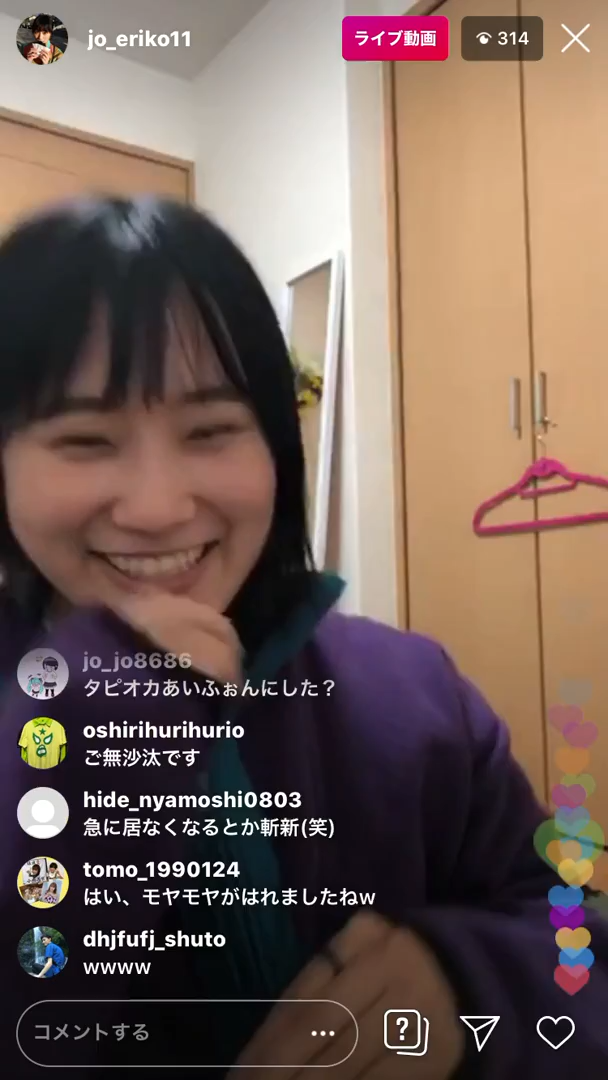 jo_eriko11
ライブ動画
314
jo_jo8686
タピオカあいふぉんにした？
oshirihurihurio
ご無沙汰です
hide_nyamoshi0803
急に居なくなるとか斬新(笑)
tomo_1990124
はい、モヤモヤがはれましたねw
dhjfufj_shuto
wwww
コメントする
?